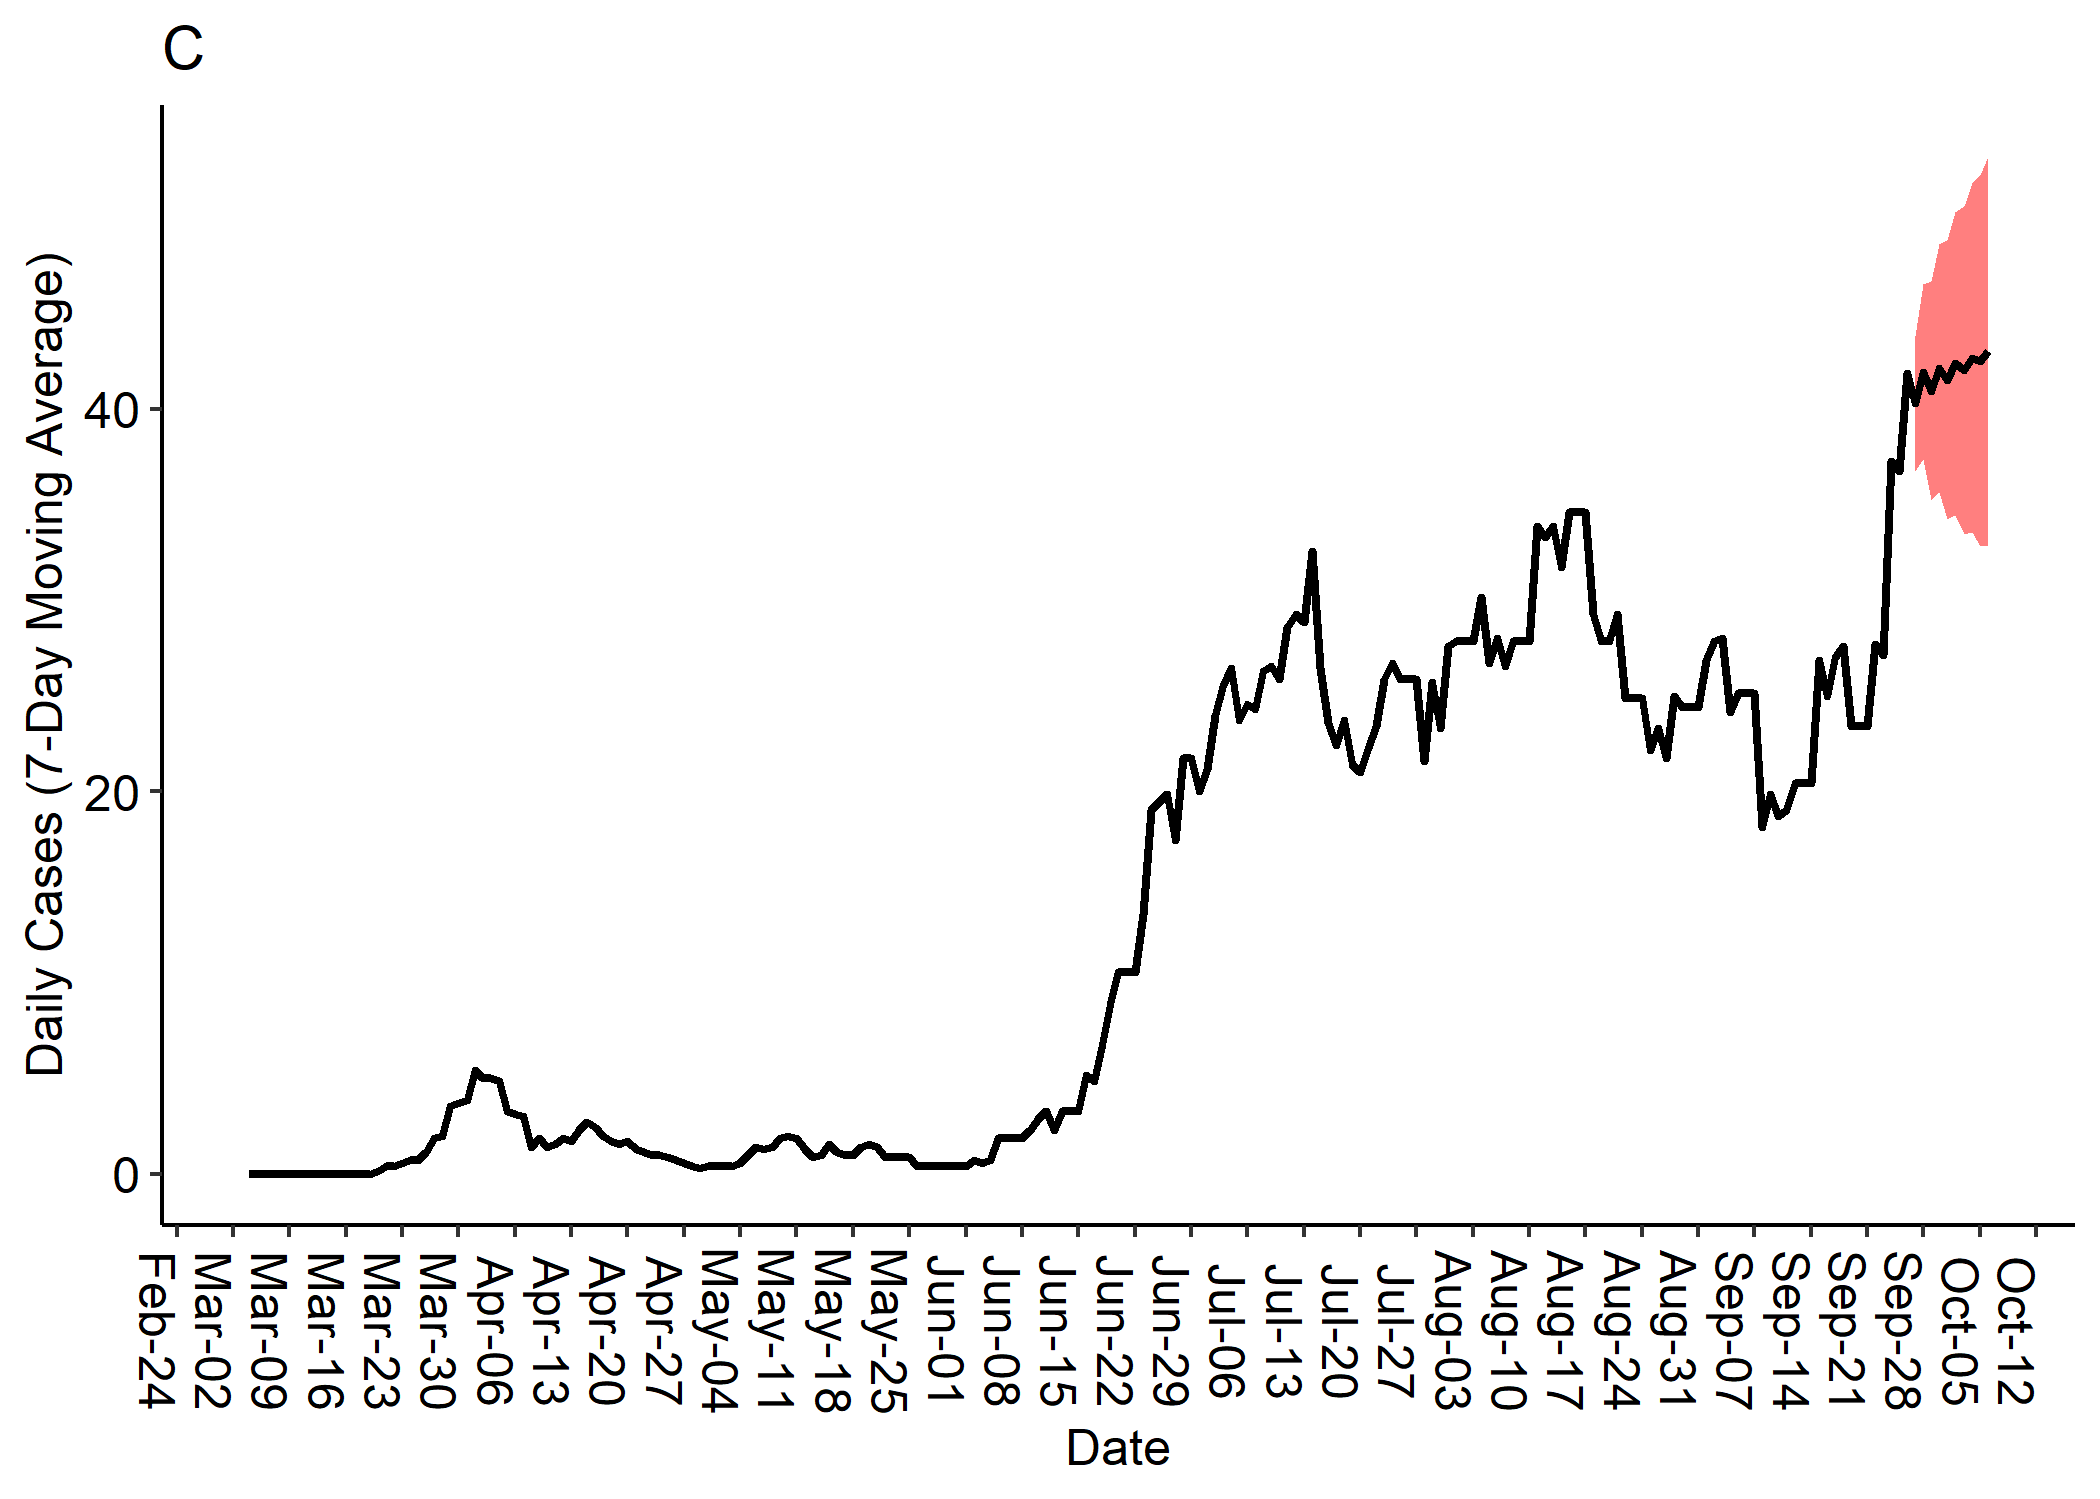 C
Daily Cases (7-Day Moving Average)
40
20
0
Feb-24
Mar-02
Mar-09
Mar-16
Mar-23
Mar-30
Apr-06
Apr-13
Apr-20
Apr-27
May-04
May-11
May-18
May-25
Jun-01
Jun-08
Jun-15
Jun-22
Jun-29
Jul-06
Jul-13
Jul-20
Jul-27
Aug-03
Aug-10
Aug-17
Aug-24
Aug-31
Sep-07
Sep-14
Sep-21
Sep-28
Oct-05
Oct-12
Date